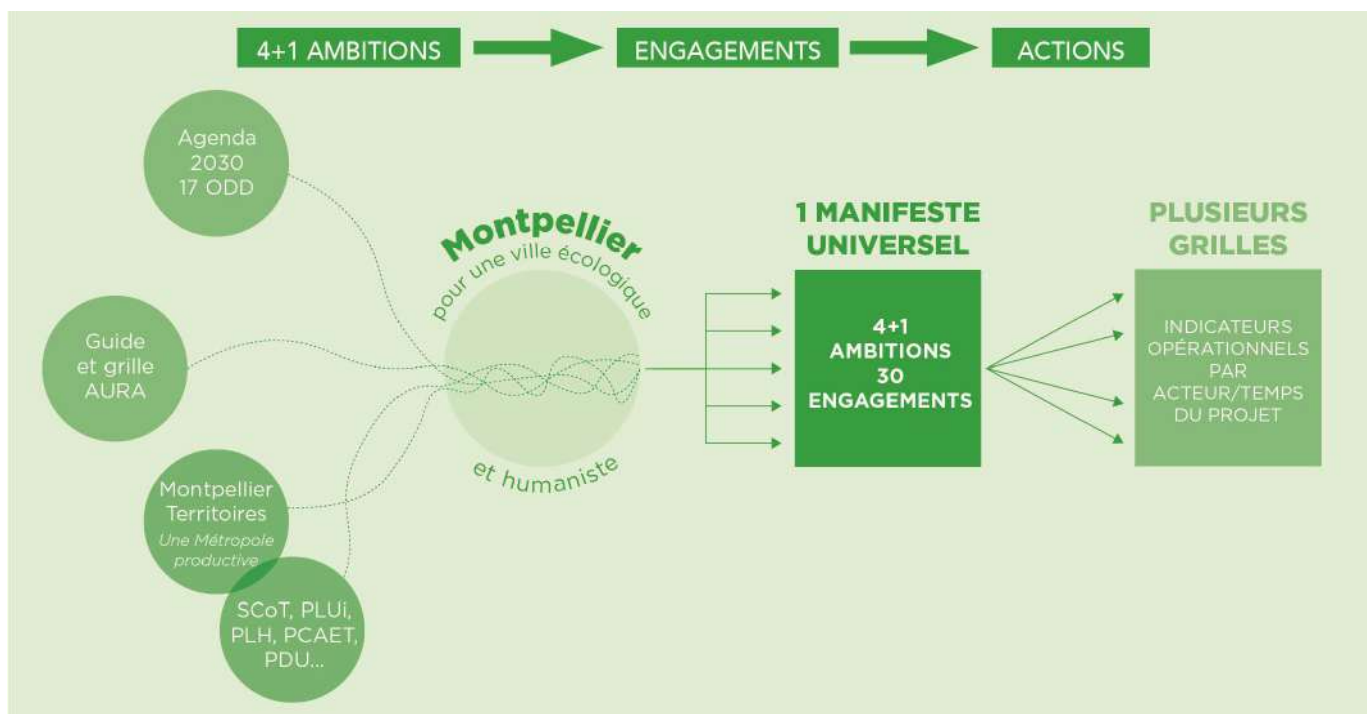 4+1 AMBITIONS
ENGAGEMENTS
ACTIONS
Agenda
2030
17 ODD
Guide
et grille
AURA
Montpellier
Territoires
Une Métropole
productive
SCoT, PLUi,
PLH, PCAET,
PDU...
Montpellier
pour une ville écologique
et humaniste
1 MANIFESTE
UNIVERSEL
4+1
AMBITIONS
30
ENGAGEMENTS
PLUSIEURS
GRILLES
INDICATEURS
OPÉRATIONNELS
PAR
ACTEUR/TEMPS
DU PROJET